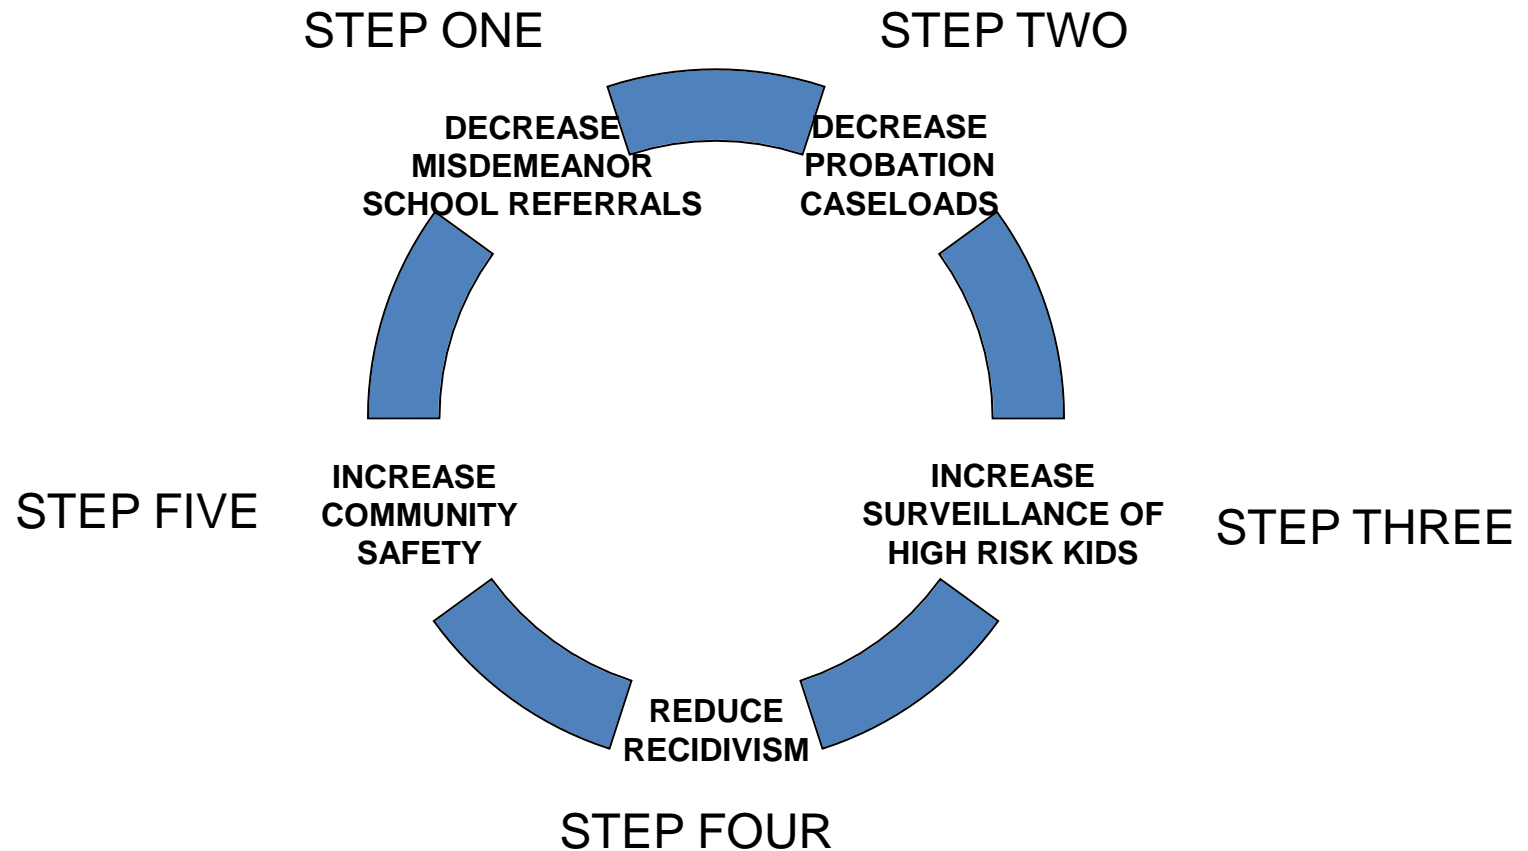 STEP ONE
STEP TWO
DECREASE
MISDEMEANOR
SCHOOL REFERRALS
DECREASE
PROBATION
CASELOADS
INCREASE
SURVEILLANCE OF
HIGH RISK KIDS
STEP THREE
REDUCE
RECIDIVISM
STEP FOUR
STEP FIVE
INCREASE
COMMUNITY
SAFETY